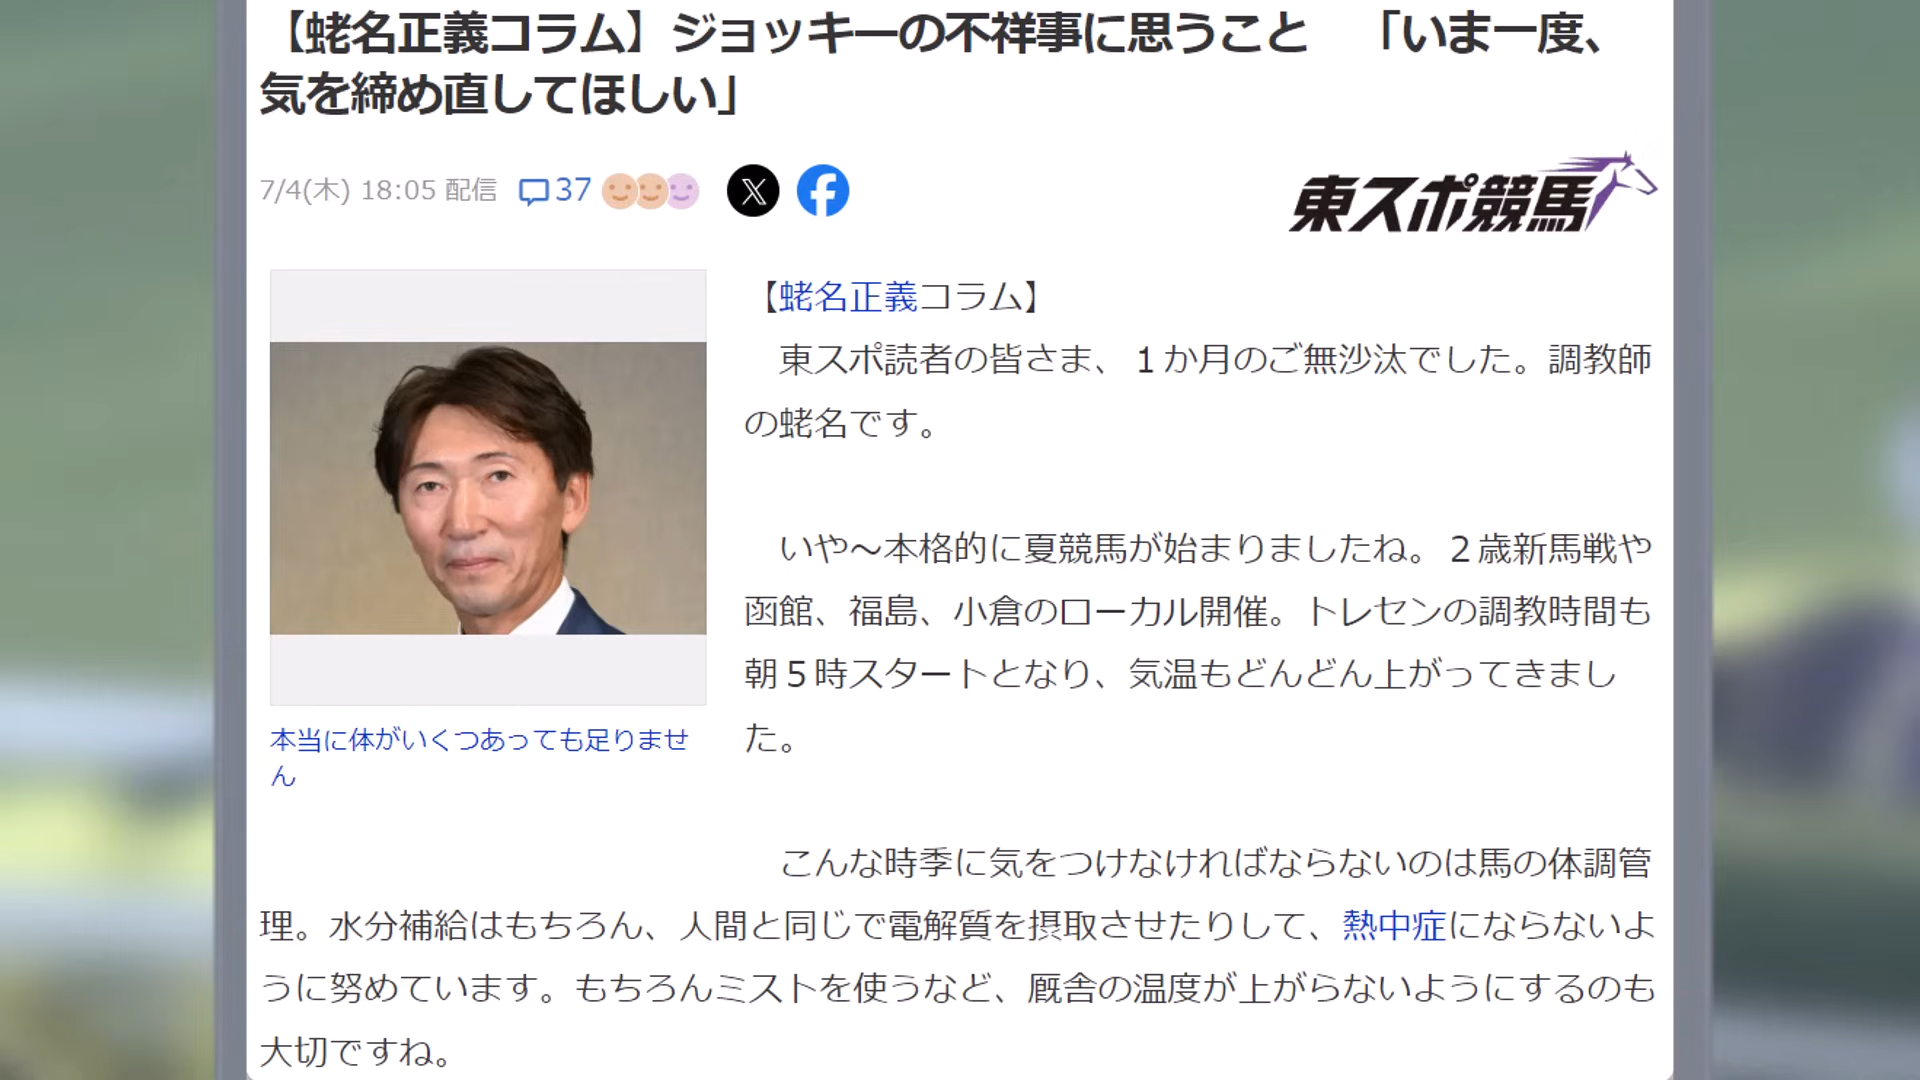 【蛯名正義コラム】ジョッキーの不祥事に思うこと　「いま一度、
気を締め直してほしい」
7/4(木) 18:05 配信 37
東スポ競馬
【蛯名正義コラム】
東スポ読者の皆さま、１か月のご無沙汰でした。調教師
の蛯名です。
いや～本格的に夏競馬が始まりましたね。２歳新馬戦や
函館、福島、小倉のローカル開催。トレセンの調教時間も
朝５時スタートとなり、気温もどんどん上がってきまし
た。
本当に体がいくつあっても足りませ
ん
こんな時季に気をつけなければならないのは馬の体調管
理。水分補給はもちろん、人間と同じで電解質を摂取させたりして、熱中症にならないよ
うに努めています。もちろんミストを使うなど、厩舎の温度が上がらないようにするのも
大切ですね。